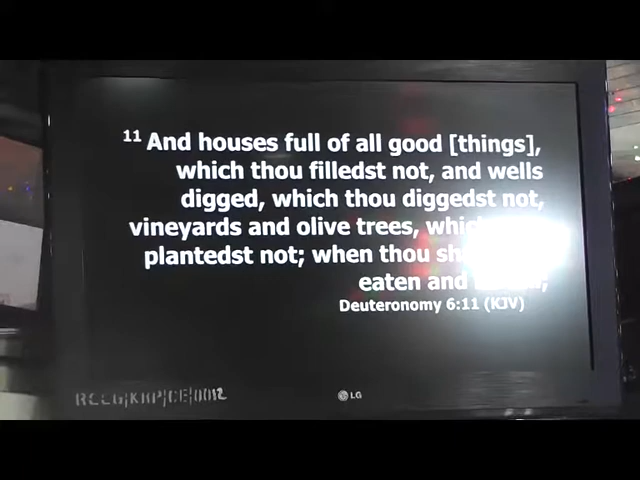 11 And houses full of all good [things],
which thou filledst not, and wells
digged, which thou diggedst not,
vineyards and olive trees,
plantedst not; when thou
eaten and
Deuteronomy 6:11 (KJV)
LG